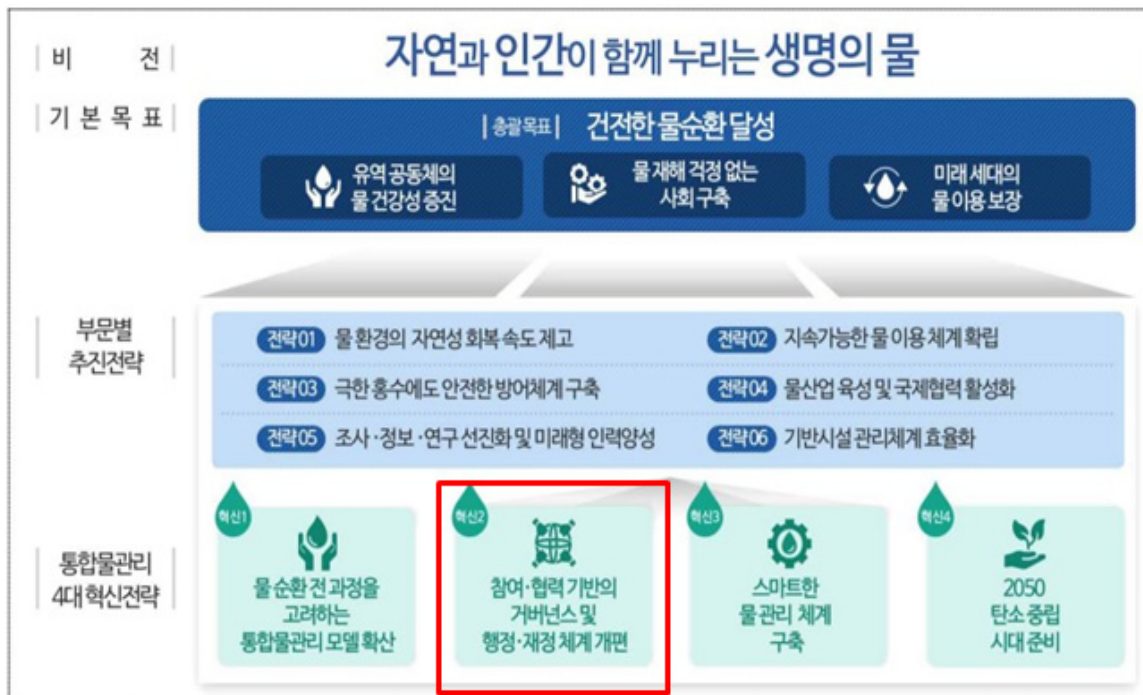 비 전
자연과 인간이 함께 누리는 생명의 물
기본목표
총괄목표 건전한 물순환 달성
유역 공동체의
물 건강성 증진
물 재해 걱정 없는
사회 구축
미래 세대의
물 이용 보장
부문별
추진전략
전략01 물 환경의 자연성 회복 속도 제고
전략02 지속가능한 물 이용 체계 확립
전략03 극한 홍수에도 안전한 방어체계 구축
전략04 물산업 육성 및 국제협력 활성화
전략05 조사·정보·연구 선진화 및 미래형 인력양성
전략06 기반시설 관리체계 효율화
통합물관리
4대 혁신전략
혁신1
물 순환 전 과정을
고려하는
통합물관리 모델 확산
혁신2
참여·협력 기반의
거버넌스 및
행정·재정 체계 개편
혁신3
스마트한
물 관리 체계
구축
혁신4
2050
탄소 중립
시대 준비